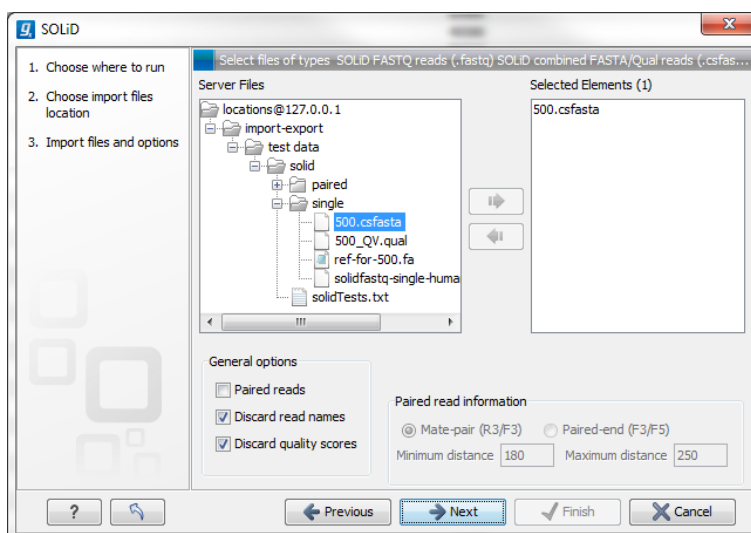 SOLiD
1. Choose where to run
2. Choose import files location
3. Import files and options
Select files of types SOLiD FASTQ reads (.fastq) SOLiD combined FASTA/Qual reads (.csfas...
Server Files
locations@127.0.0.1
import-export
test data
solid
paired
single
500.csfasta
500_QV.qual
ref-for-500.fa
solidfastq-single-huma
solidTests.txt
Selected Elements (1)
500.csfasta
General options
Paired reads
Discard read names
Discard quality scores
Paired read information
Mate-pair (R3/F3) Paired-end (F3/F5)
Minimum distance 180 Maximum distance 250
? Previous Next Finish Cancel